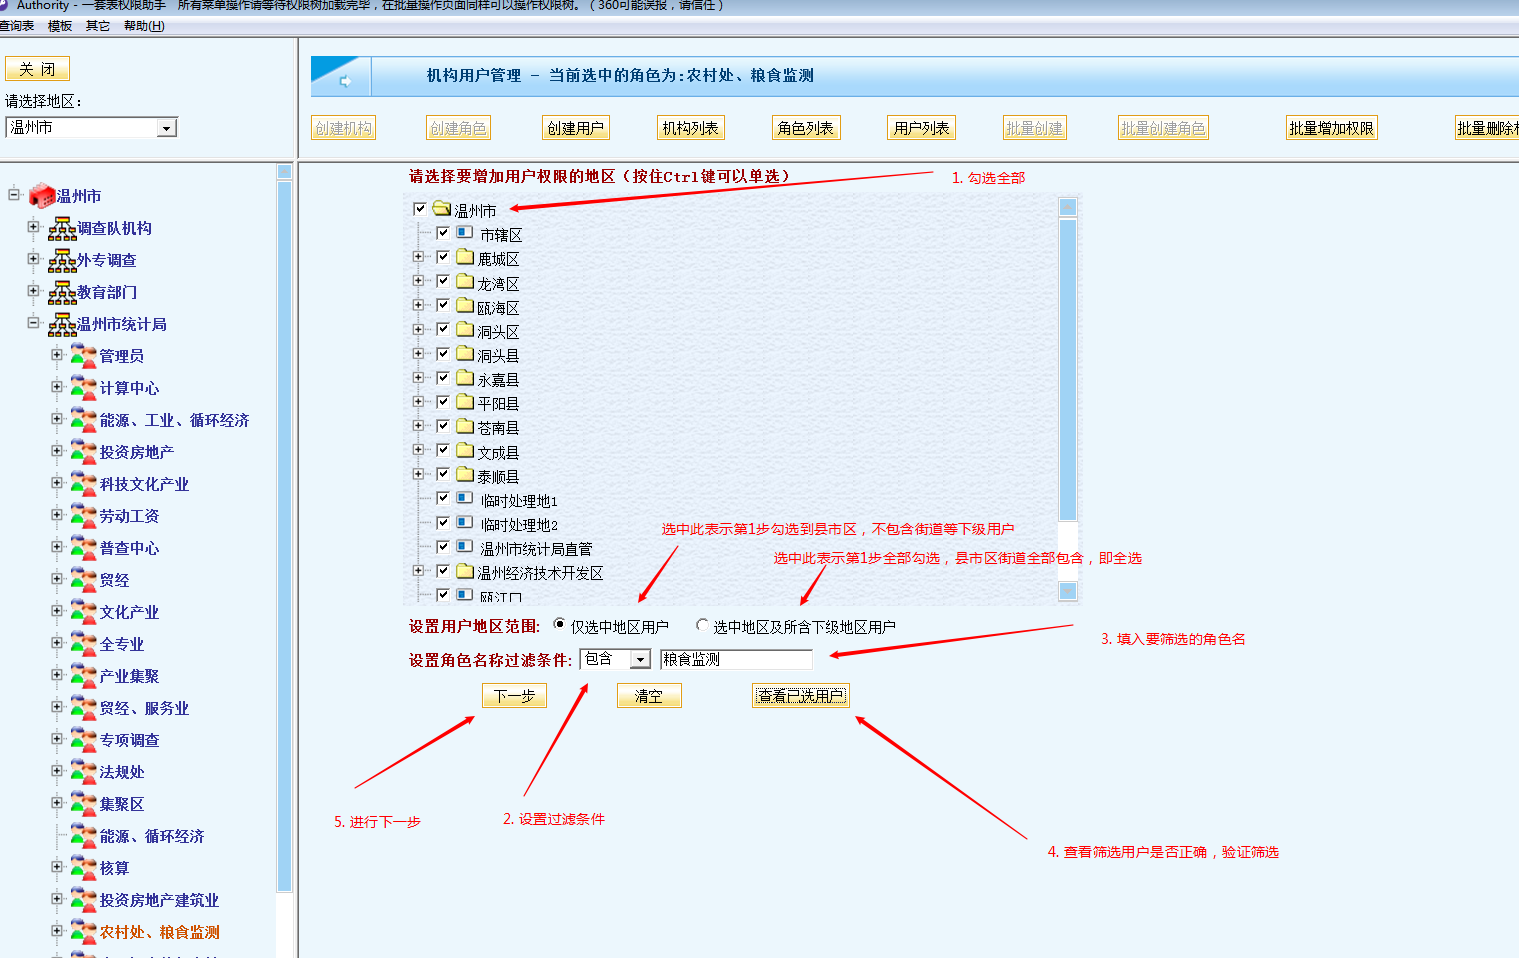 Authority - 一套表权限助手　所有菜单操作请等待权限树加载完毕，在批量操作页面同样可以操作权限树。（360可能误报，请信任）
查询表 模板 其它 帮助(H)
关 闭
请选择地区：
温州市
机构用户管理 － 当前选中的角色为:农村处、粮食监测
创建机构 创建角色 创建用户 机构列表 角色列表 用户列表 批量创建 批量创建角色 批量增加权限 批量删除
温州市
调查队机构
外专调查
教育部门
温州市统计局
管理员
计算中心
能源、工业、循环经济
投资房地产
科技文化产业
劳动工资
普查中心
贸经
文化产业
全专业
产业集聚
贸经、服务业
专项调查
法规处
集聚区
能源、循环经济
核算
投资房地产建筑业
农村处、粮食监测
请选择要增加用户权限的地区（按住Ctrl键可以单选）
1. 勾选全部
温州市
市辖区
鹿城区
龙湾区
瓯海区
洞头区
洞头县
永嘉县
平阳县
苍南县
文成县
泰顺县
临时处理地1
临时处理地2
温州市统计局直管
温州经济技术开发区
瓯江口
选中此表示第1步勾选到县市区，不包含街道等下级用户
选中此表示第1步全部勾选，县市区街道全部包含，即全选
设置用户地区范围: 仅选中地区用户 选中地区及所含下级地区用户
3. 填入要筛选的角色名
设置角色名称过滤条件: 包含 粮食监测
下一步 清空 查看已选用户
5. 进行下一步
2. 设置过滤条件
4. 查看筛选用户是否正确，验证筛选